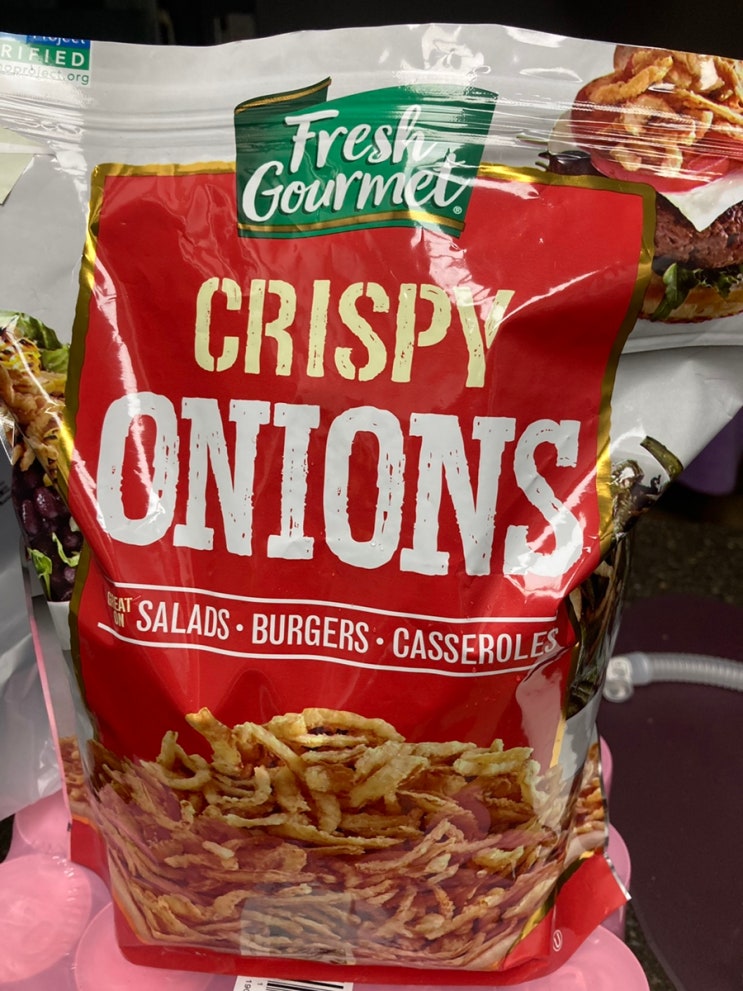 RIFIED
Fresh
Gourmet®
CRISPY
ONIONS
GREAT
ON
SALADS • BURGERS • CASSEROLES